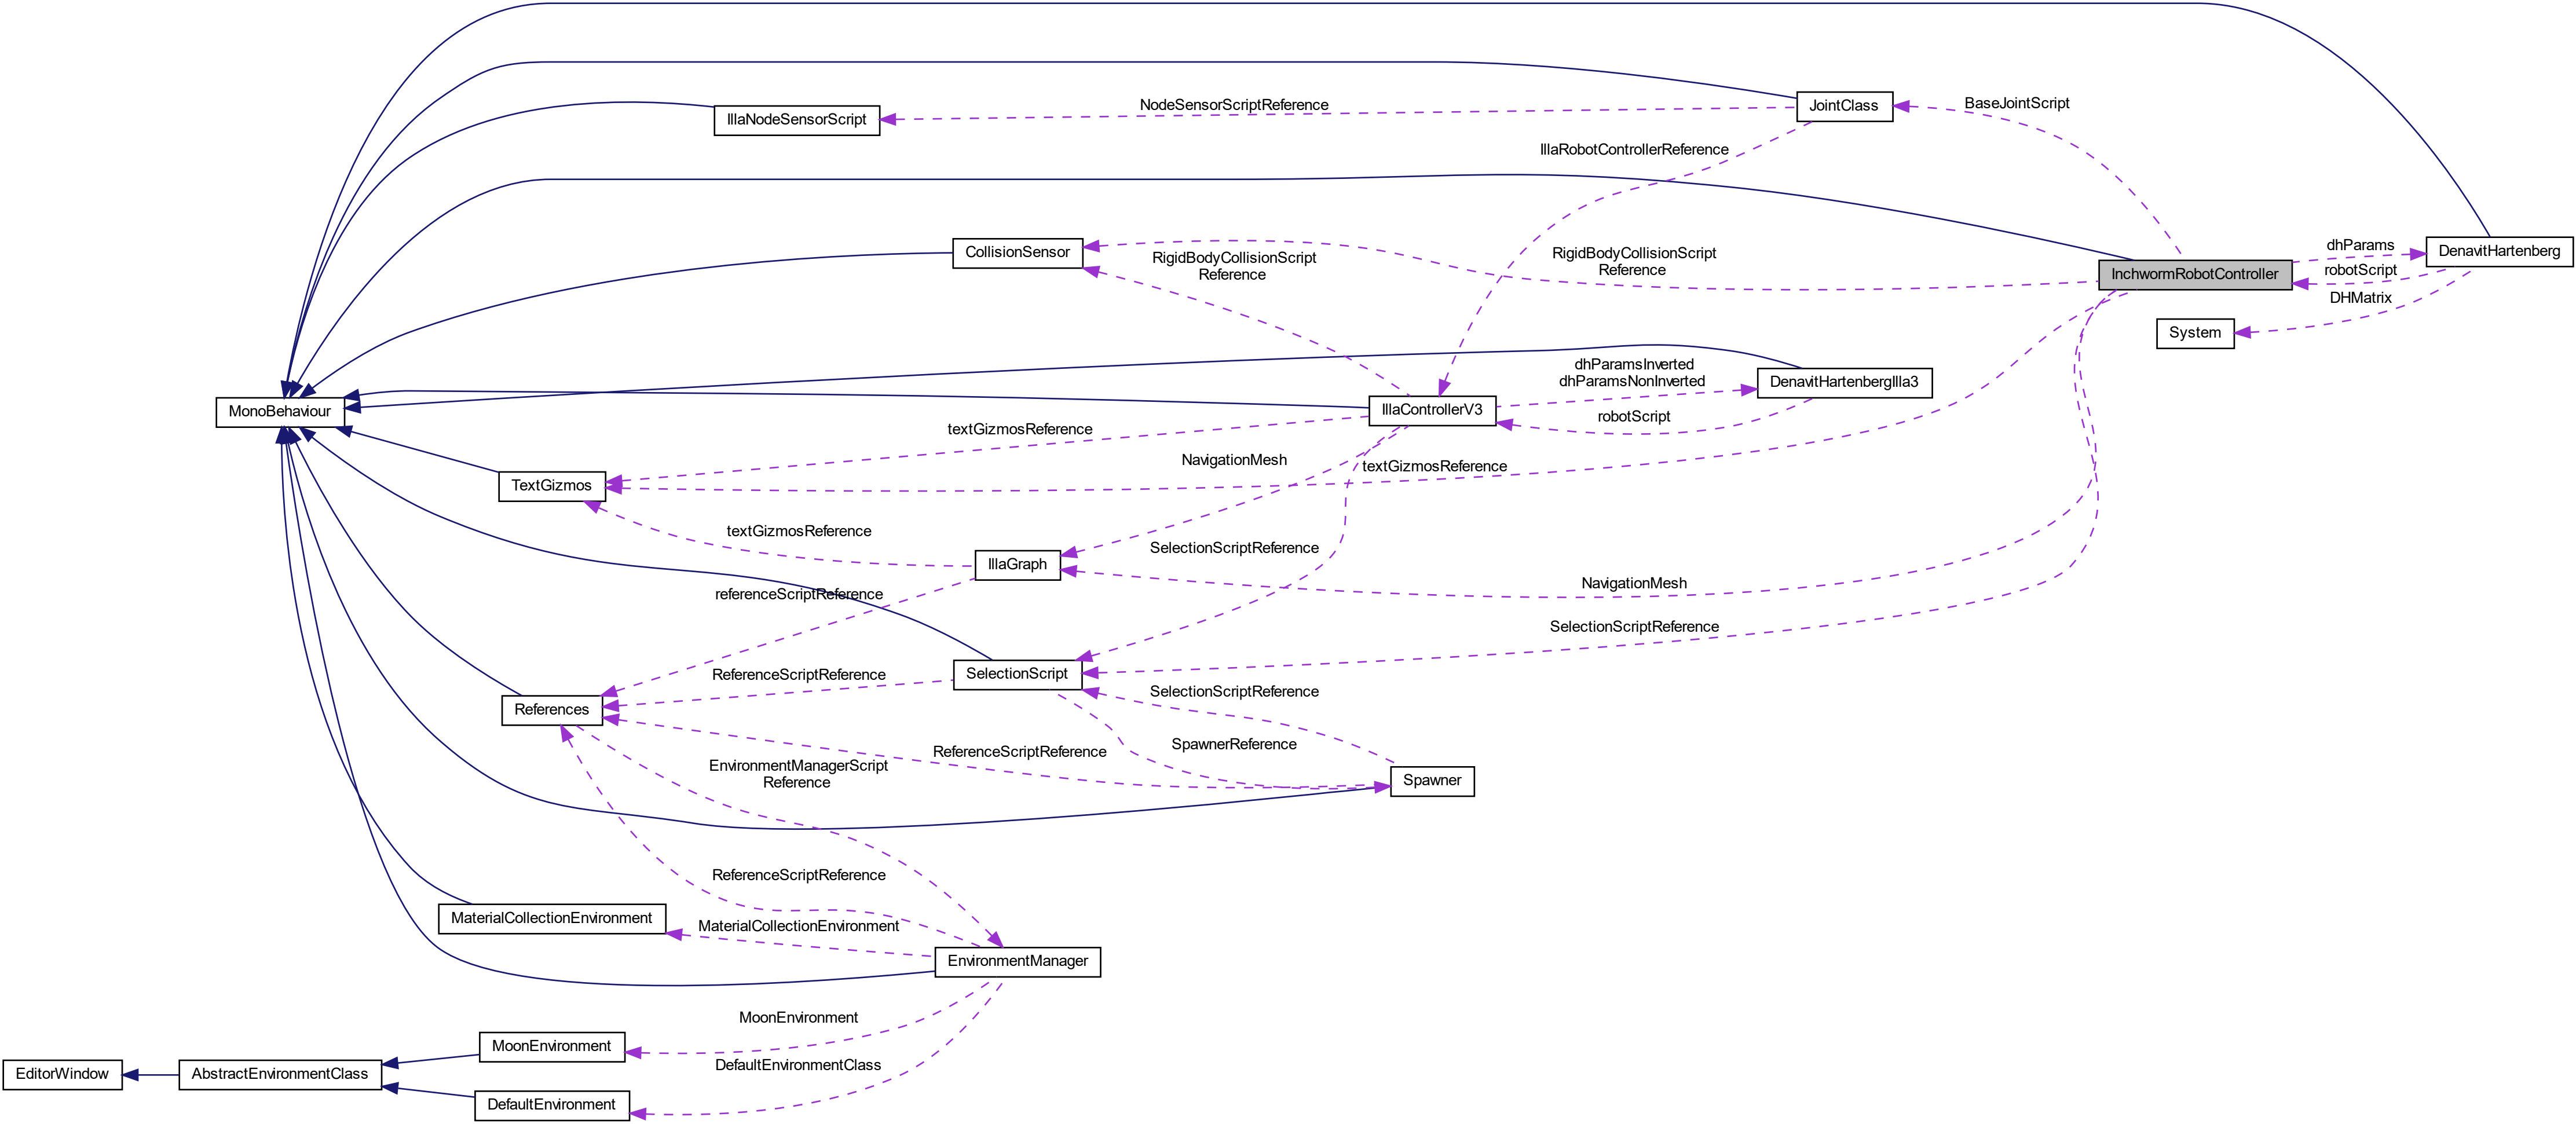 NodeSensorScriptReference
JointClass
BaseJointScript
IllaNodeSensorScript
IllaRobotControllerReference
CollisionSensor
RigidBodyCollisionScript
Reference
RigidBodyCollisionScript
Reference
InchwormRobotController
dhParams
robotScript
DHMatrix
DenavitHartenberg
System
MonoBehaviour
IllaControllerV3
dhParamsInverted
dhParamsNonInverted
robotScript
DenavitHartenbergIlla3
textGizmosReference
NavigationMesh
textGizmosReference
TextGizmos
textGizmosReference
IllaGraph
SelectionScriptReference
NavigationMesh
referenceScriptReference
SelectionScriptReference
SelectionScript
ReferenceScriptReference
References
SelectionScriptReference
SpawnerReference
ReferenceScriptReference
EnvironmentManagerScript
Reference
Spawner
ReferenceScriptReference
MaterialCollectionEnvironment
MaterialCollectionEnvironment
EnvironmentManager
MoonEnvironment
MoonEnvironment
DefaultEnvironmentClass
EditorWindow
AbstractEnvironmentClass
DefaultEnvironment